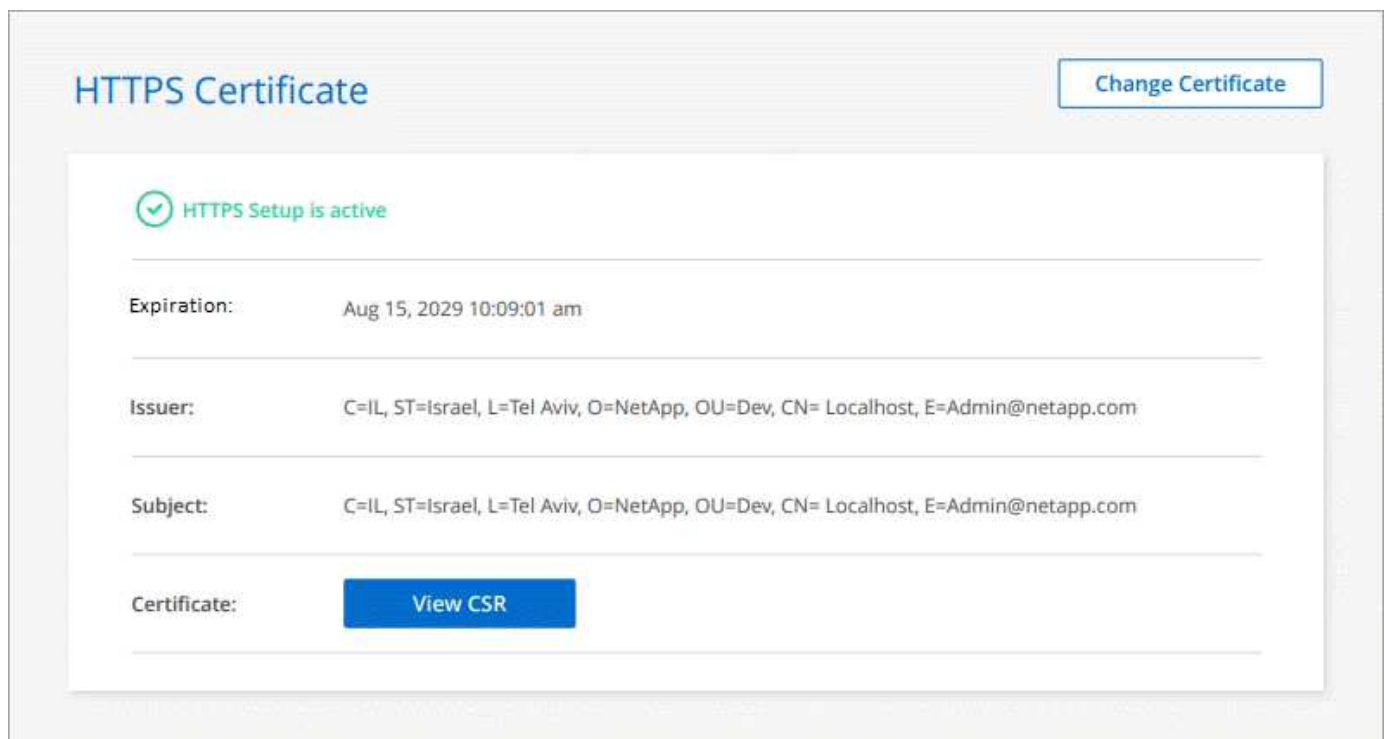 HTTPS Certificate
Change Certificate
HTTPS Setup is active
Expiration: Aug 15, 2029 10:09:01 am
Issuer: C=IL, ST=Israel, L=Tel Aviv, O=NetApp, OU=Dev, CN= Localhost, E=Admin@netapp.com
Subject: C=IL, ST=Israel, L=Tel Aviv, O=NetApp, OU=Dev, CN= Localhost, E=Admin@netapp.com
Certificate: View CSR